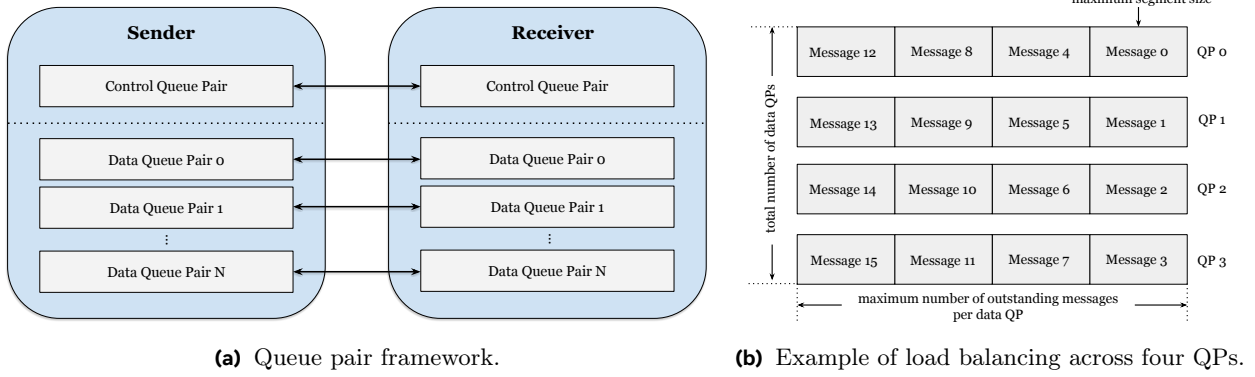 Sender
Receiver
Control Queue Pair
Control Queue Pair
Data Queue Pair 0
Data Queue Pair 0
Data Queue Pair 1
Data Queue Pair 1
⋮
⋮
Data Queue Pair N
Data Queue Pair N
(a) Queue pair framework.
maximum segment size
total number of data QPs
Message 12 Message 8 Message 4 Message 0 QP 0
Message 13 Message 9 Message 5 Message 1 QP 1
Message 14 Message 10 Message 6 Message 2 QP 2
Message 15 Message 11 Message 7 Message 3 QP 3
maximum number of outstanding messages
per data QP
(b) Example of load balancing across four QPs.